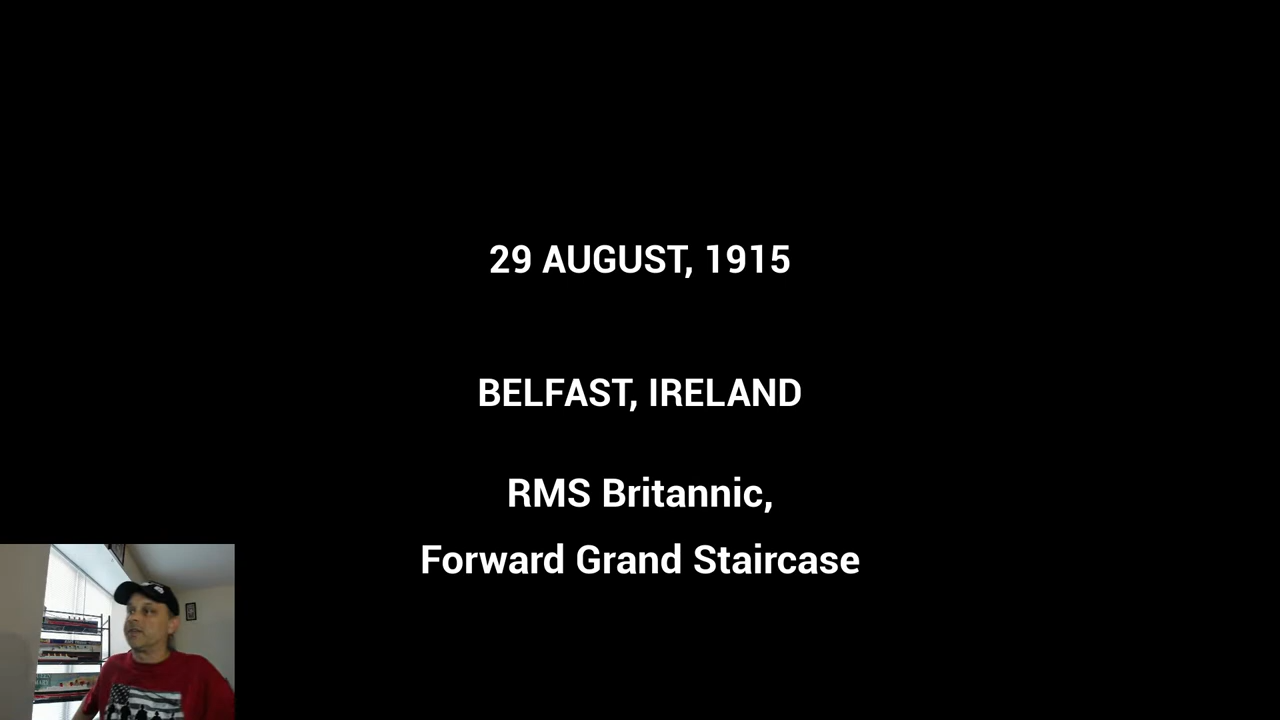 29 AUGUST, 1915
BELFAST, IRELAND
RMS Britannic,
Forward Grand Staircase